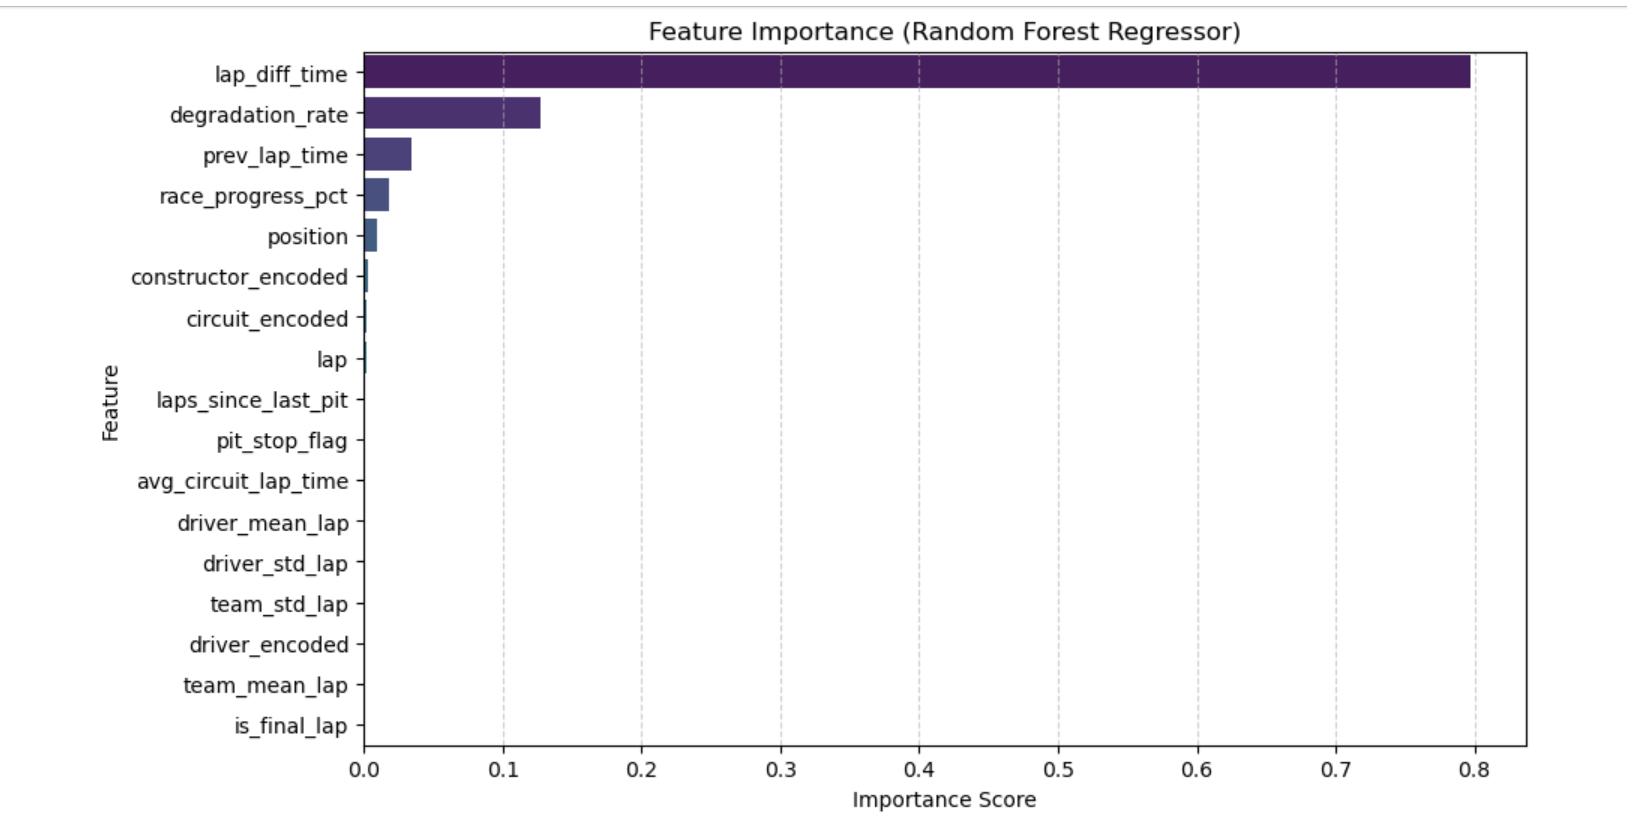 Feature Importance (Random Forest Regressor)
lap_diff_time
degradation_rate
prev_lap_time
race_progress_pct
position
constructor_encoded
circuit_encoded
lap
laps_since_last_pit
pit_stop_flag
avg_circuit_lap_time
driver_mean_lap
driver_std_lap
team_std_lap
driver_encoded
team_mean_lap
is_final_lap
Feature
0.0 0.1 0.2 0.3 0.4 0.5 0.6 0.7 0.8
Importance Score